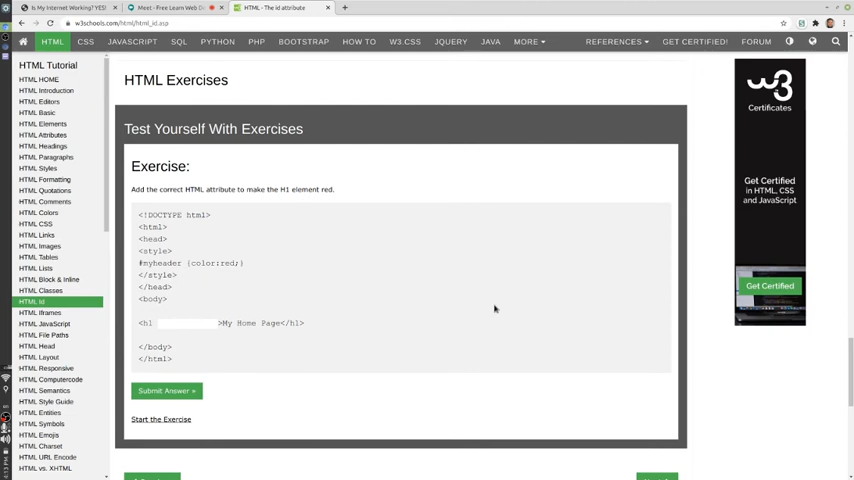 Is My Internet Working? YES!
Meet - Free Learn Web D
HTML - The id attribute
w3schools.com/html/html_id.asp
HTML CSS JAVASCRIPT SQL PYTHON PHP BOOTSTRAP HOW TO W3.CSS JQUERY JAVA MORE REFERENCES GET CERTIFIED! FORUM
HTML Tutorial
HTML HOME
HTML Introduction
HTML Editors
HTML Basic
HTML Elements
HTML Attributes
HTML Headings
HTML Paragraphs
HTML Styles
HTML Formatting
HTML Quotations
HTML Comments
HTML Colors
HTML CSS
HTML Links
HTML Images
HTML Tables
HTML Lists
HTML Block & Inline
HTML Classes
HTML Id
HTML Iframes
HTML JavaScript
HTML File Paths
HTML Head
HTML Layout
HTML Responsive
HTML Computercode
HTML Semantics
HTML Style Guide
HTML Entities
HTML Symbols
HTML Emojis
HTML Charset
HTML URL Encode
HTML vs. XHTML
HTML Exercises
Test Yourself With Exercises
Exercise:
Add the correct HTML attribute to make the H1 element red.
<!DOCTYPE html>
<html>
<head>
<style>
#myheader {color:red;}
</style>
</head>
<body>
<h1 >My Home Page</h1>
</body>
</html>
Submit Answer »
Start the Exercise
w3
Certificates
Get Certified
in HTML, CSS
and JavaScript
Get Certified